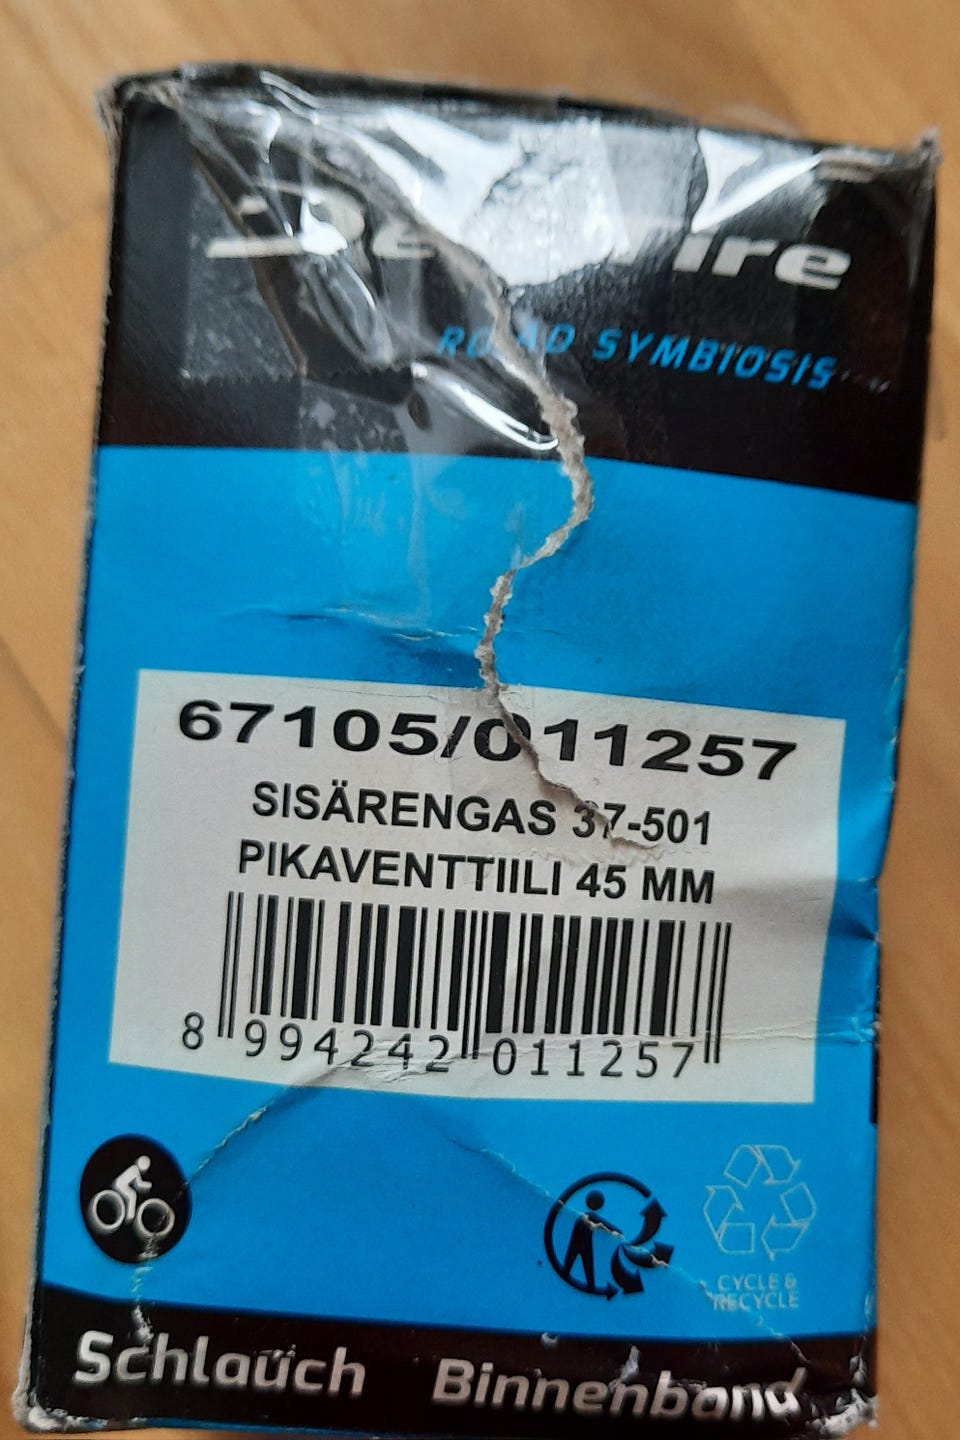 ROAD SYMBIOSIS
67105/011257
SISÄRENGAS 37-501
PIKAVENTTIILI 45 MM
8 994242 011257
CYCLE &
RECYCLE
Schlauch Binnenband